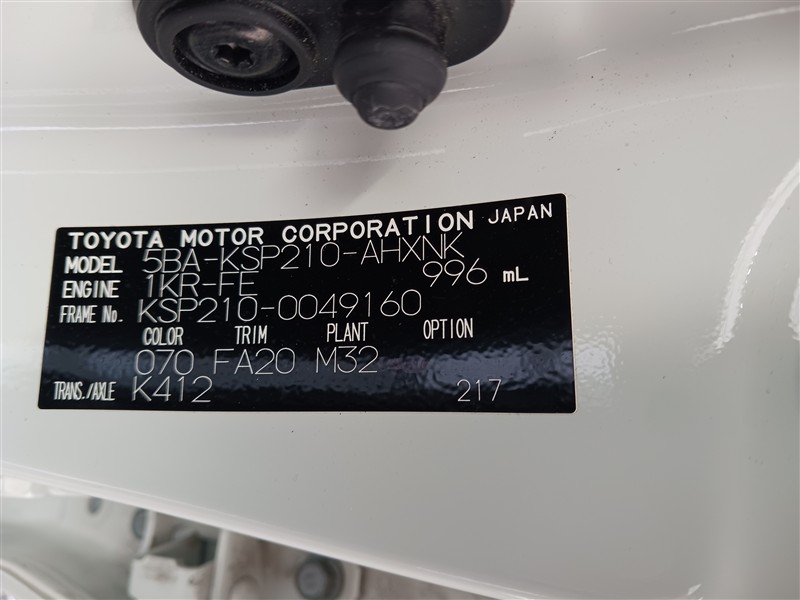 TOYOTA MOTOR CORPORATION JAPAN
MODEL 5BA-KSP210-AHXNK
ENGINE 1KR-FE 996 mL
FRAME No. KSP210-0049160
COLOR TRIM PLANT OPTION
070 FA20 M32
TRANS./AXLE K412 217